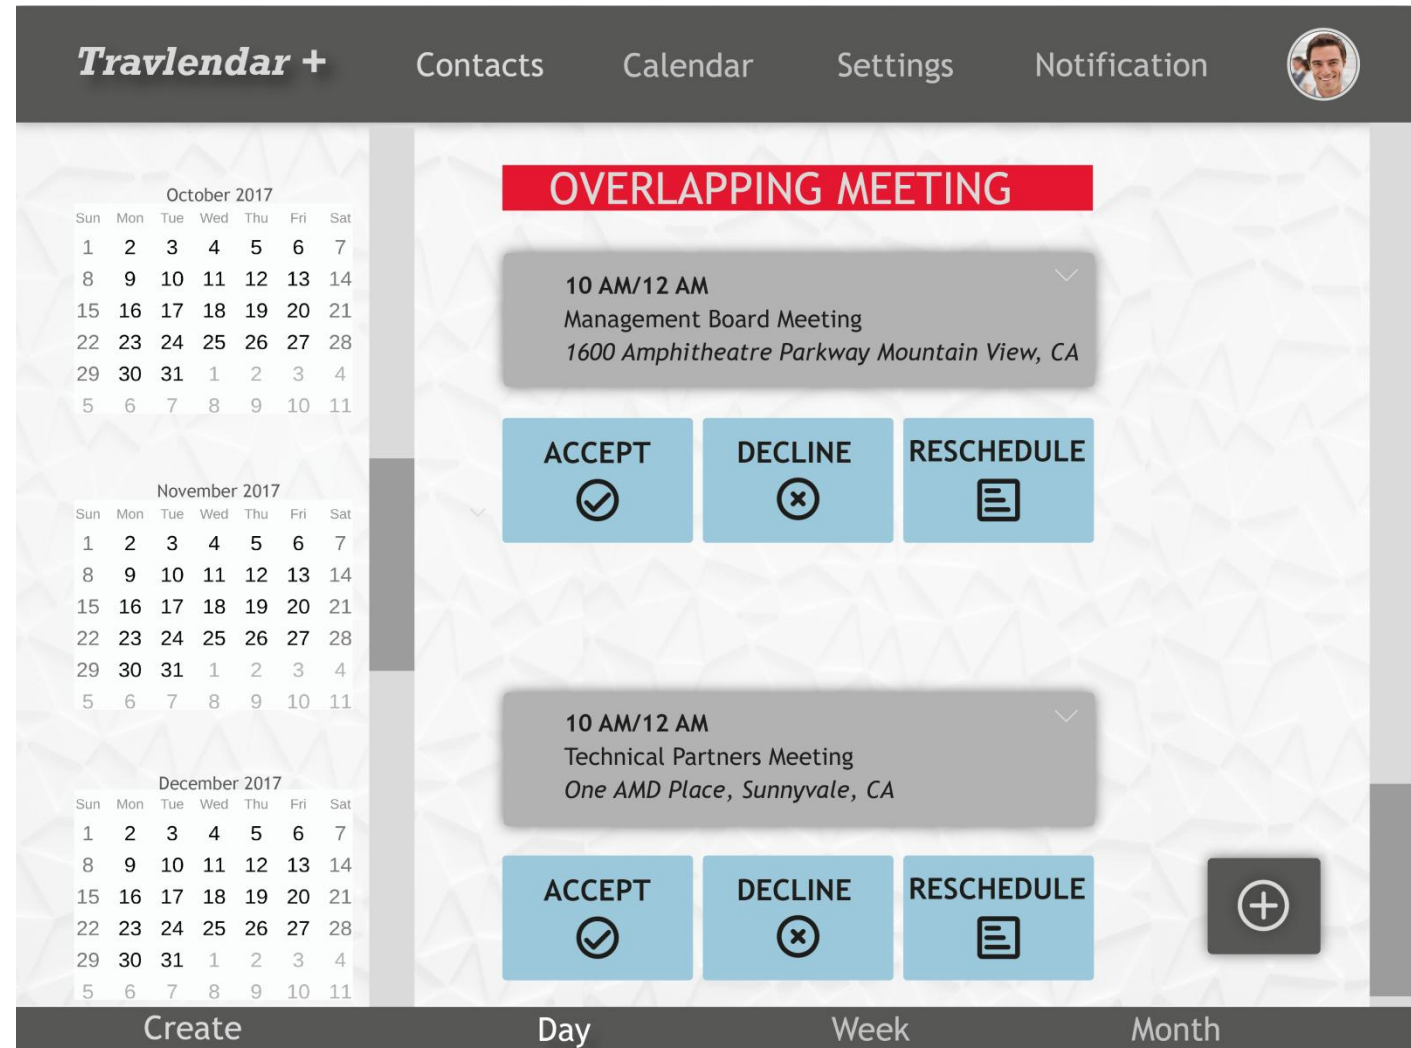 Travlendar +
Contacts
Calendar
Settings
Notification
October 2017
Sun Mon Tue Wed Thu Fri Sat
1 2 3 4 5 6 7
8 9 10 11 12 13 14
15 16 17 18 19 20 21
22 23 24 25 26 27 28
29 30 31 1 2 3 4
5 6 7 8 9 10 11
November 2017
Sun Mon Tue Wed Thu Fri Sat
1 2 3 4 5 6 7
8 9 10 11 12 13 14
15 16 17 18 19 20 21
22 23 24 25 26 27 28
29 30 31 1 2 3 4
5 6 7 8 9 10 11
December 2017
Sun Mon Tue Wed Thu Fri Sat
1 2 3 4 5 6 7
8 9 10 11 12 13 14
15 16 17 18 19 20 21
22 23 24 25 26 27 28
29 30 31 1 2 3 4
5 6 7 8 9 10 11
OVERLAPPING MEETING
10 AM/12 AM
Management Board Meeting
1600 Amphitheatre Parkway Mountain View, CA
ACCEPT
DECLINE
RESCHEDULE
10 AM/12 AM
Technical Partners Meeting
One AMD Place, Sunnyvale, CA
ACCEPT
DECLINE
RESCHEDULE
Create
Day
Week
Month